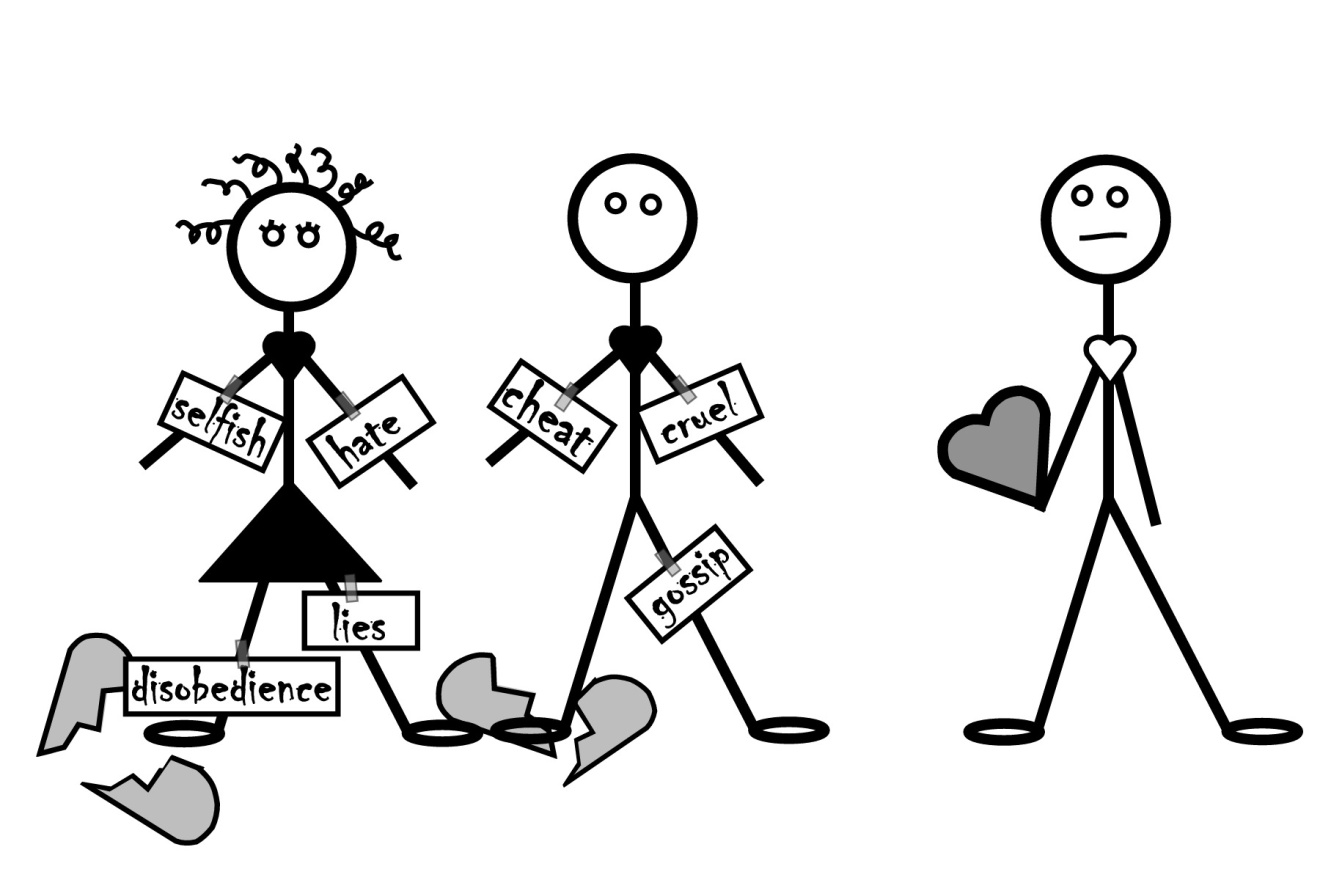 selfish
hate
lies
disobedience
cheat
cruel
gossip